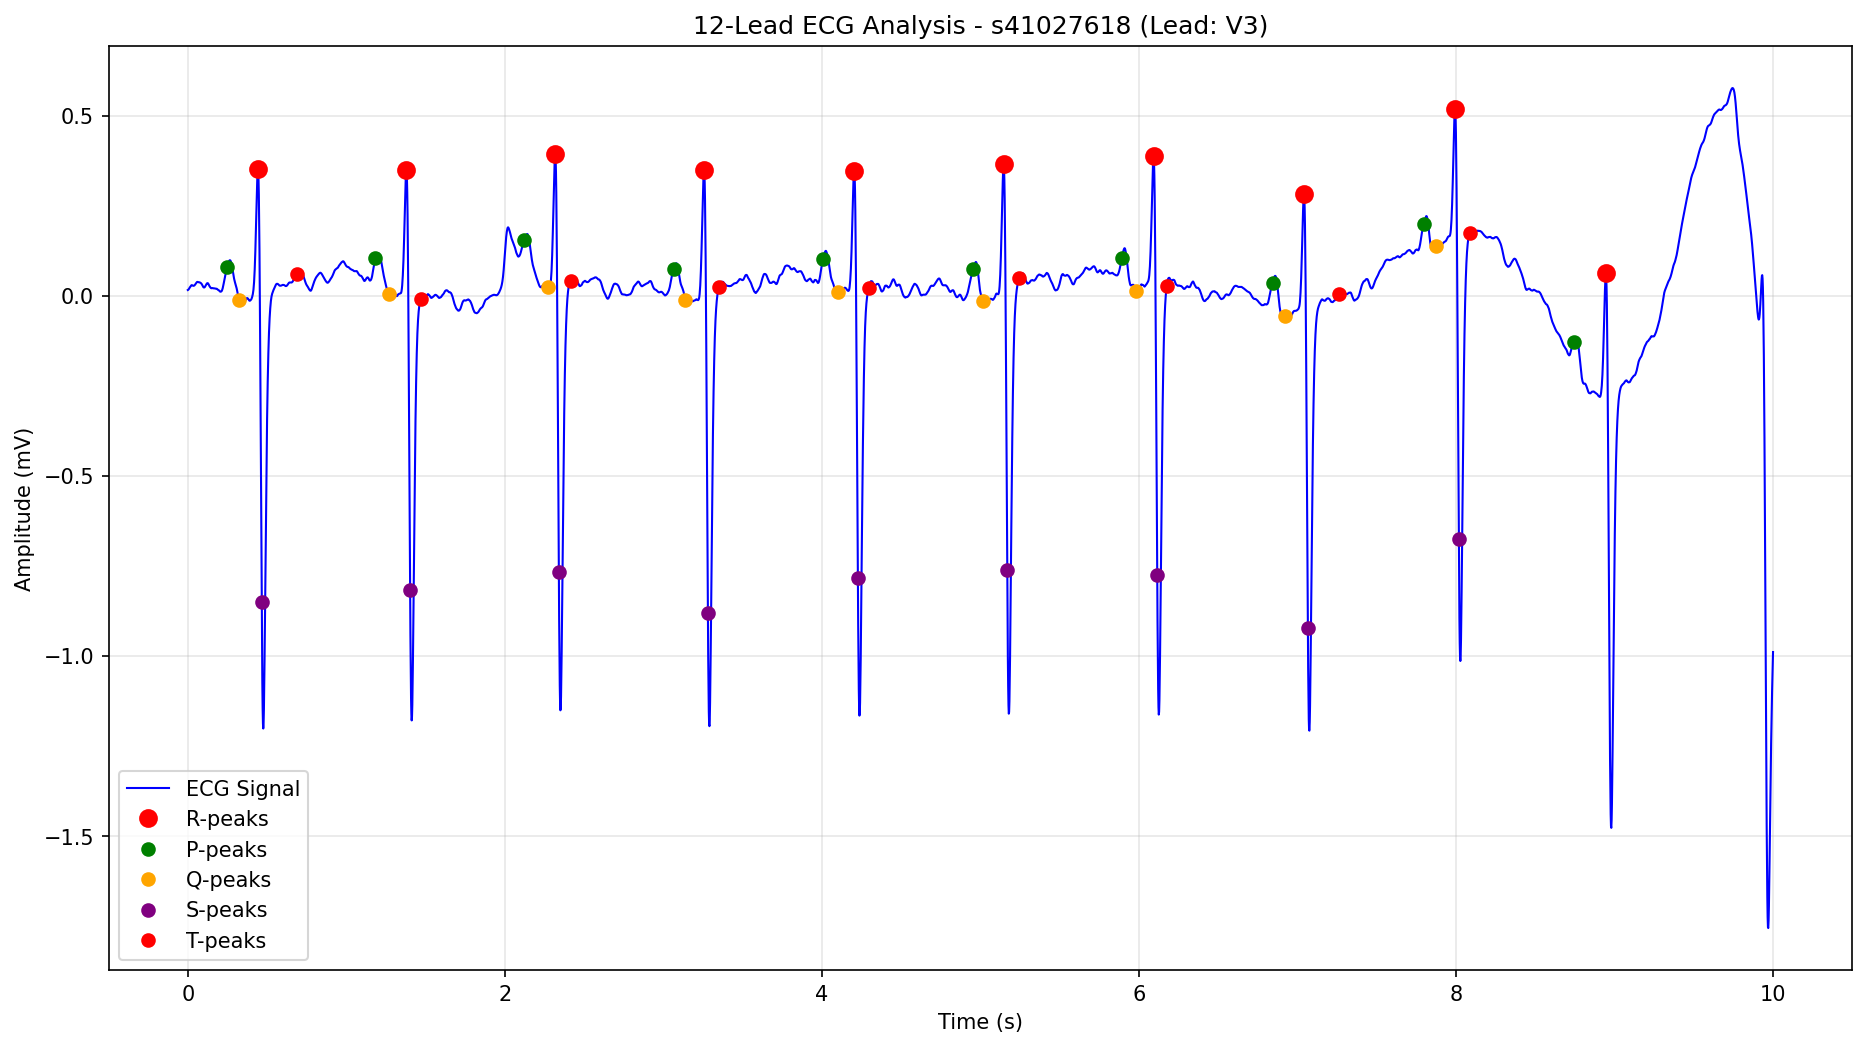 12-Lead ECG Analysis - s41027618 (Lead: V3)
Amplitude (mV)
0.5
0.0
−0.5
−1.0
−1.5
ECG Signal
R-peaks
P-peaks
Q-peaks
S-peaks
T-peaks
0 2 4 6 8 10
Time (s)